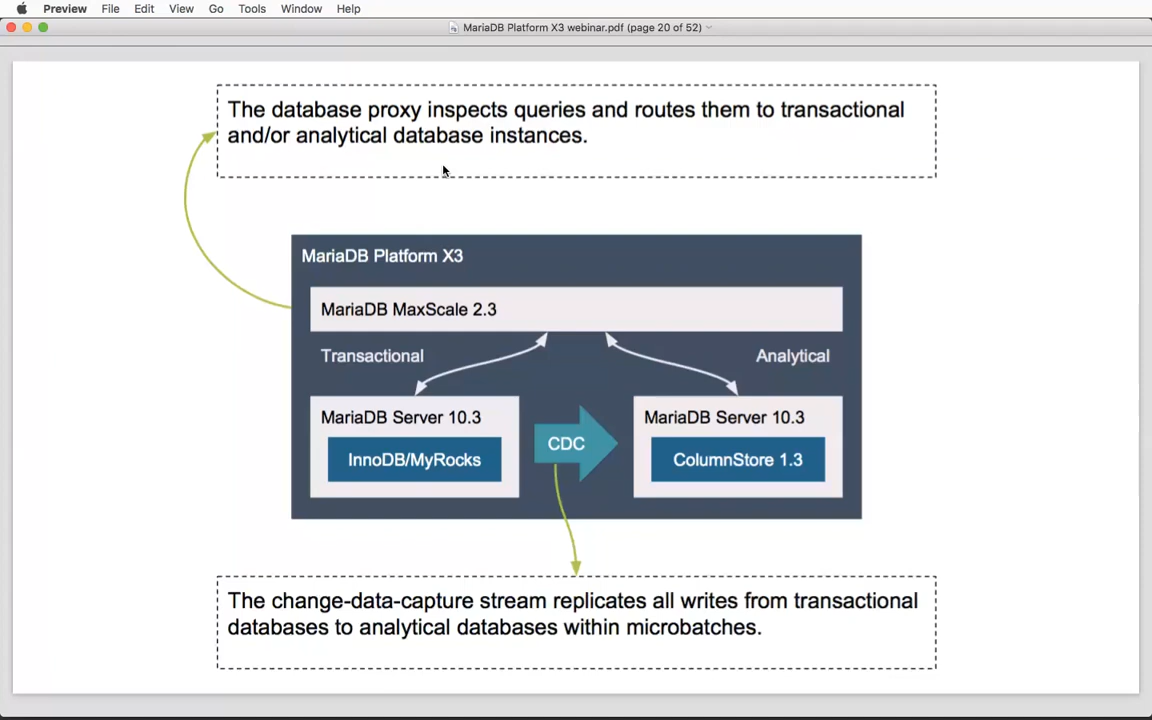 Preview File Edit View Go Tools Window Help
MariaDB Platform X3 webinar.pdf (page 20 of 52)
The database proxy inspects queries and routes them to transactional
and/or analytical database instances.
MariaDB Platform X3
MariaDB MaxScale 2.3
Transactional
Analytical
MariaDB Server 10.3
InnoDB/MyRocks
CDC
MariaDB Server 10.3
ColumnStore 1.3
The change-data-capture stream replicates all writes from transactional
databases to analytical databases within microbatches.